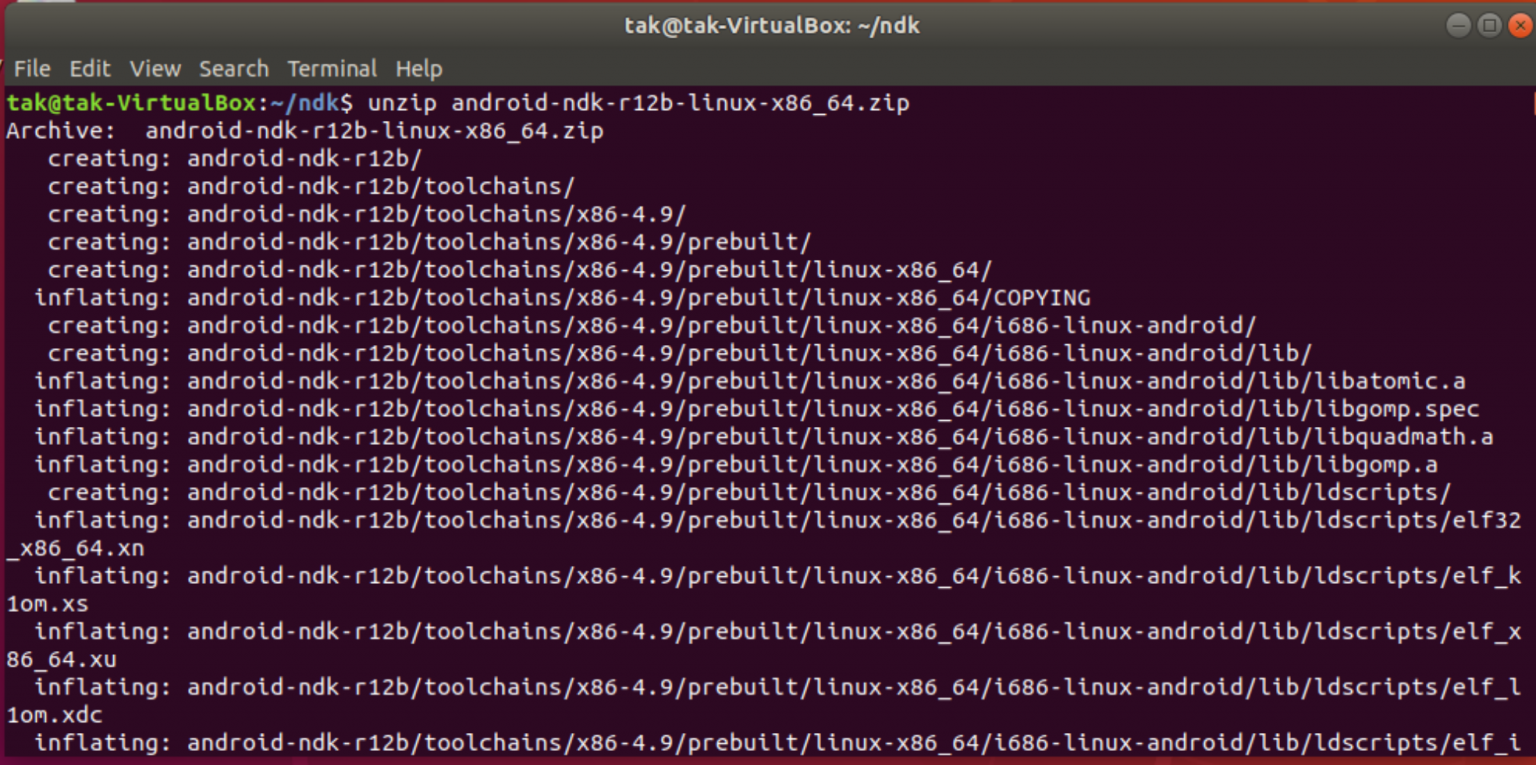 tak@tak-VirtualBox: ~/ndk
File Edit View Search Terminal Help
tak@tak-VirtualBox:~/ndk$ unzip android-ndk-r12b-linux-x86_64.zip
Archive:  android-ndk-r12b-linux-x86_64.zip
   creating: android-ndk-r12b/
   creating: android-ndk-r12b/toolchains/
   creating: android-ndk-r12b/toolchains/x86-4.9/
   creating: android-ndk-r12b/toolchains/x86-4.9/prebuilt/
   creating: android-ndk-r12b/toolchains/x86-4.9/prebuilt/linux-x86_64/
  inflating: android-ndk-r12b/toolchains/x86-4.9/prebuilt/linux-x86_64/COPYING
   creating: android-ndk-r12b/toolchains/x86-4.9/prebuilt/linux-x86_64/i686-linux-android/
   creating: android-ndk-r12b/toolchains/x86-4.9/prebuilt/linux-x86_64/i686-linux-android/lib/
  inflating: android-ndk-r12b/toolchains/x86-4.9/prebuilt/linux-x86_64/i686-linux-android/lib/libatomic.a
  inflating: android-ndk-r12b/toolchains/x86-4.9/prebuilt/linux-x86_64/i686-linux-android/lib/libgomp.spec
  inflating: android-ndk-r12b/toolchains/x86-4.9/prebuilt/linux-x86_64/i686-linux-android/lib/libquadmath.a
  inflating: android-ndk-r12b/toolchains/x86-4.9/prebuilt/linux-x86_64/i686-linux-android/lib/libgomp.a
   creating: android-ndk-r12b/toolchains/x86-4.9/prebuilt/linux-x86_64/i686-linux-android/lib/ldscripts/
  inflating: android-ndk-r12b/toolchains/x86-4.9/prebuilt/linux-x86_64/i686-linux-android/lib/ldscripts/elf32
_x86_64.xn
  inflating: android-ndk-r12b/toolchains/x86-4.9/prebuilt/linux-x86_64/i686-linux-android/lib/ldscripts/elf_k
1om.xs
  inflating: android-ndk-r12b/toolchains/x86-4.9/prebuilt/linux-x86_64/i686-linux-android/lib/ldscripts/elf_x
86_64.xu
  inflating: android-ndk-r12b/toolchains/x86-4.9/prebuilt/linux-x86_64/i686-linux-android/lib/ldscripts/elf_l
1om.xdc
  inflating: android-ndk-r12b/toolchains/x86-4.9/prebuilt/linux-x86_64/i686-linux-android/lib/ldscripts/elf_i